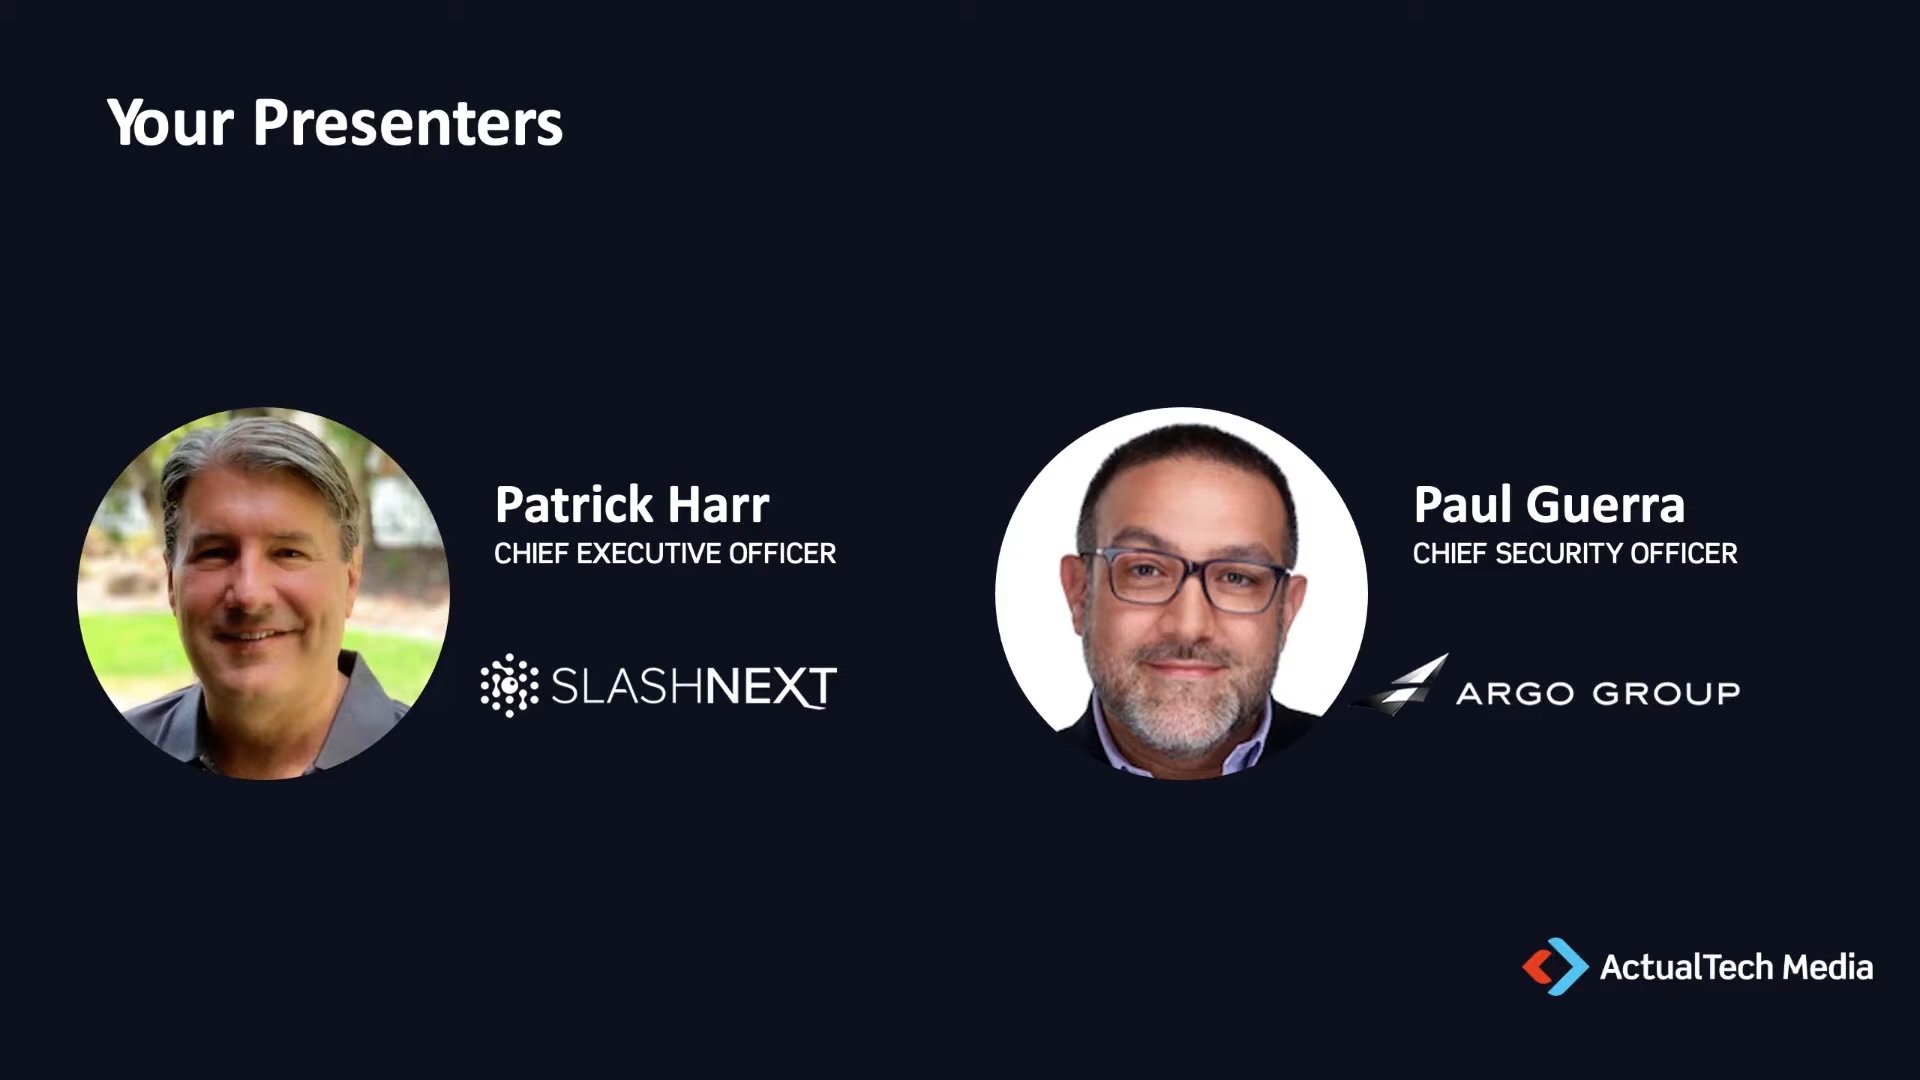 Your Presenters
Patrick Harr
CHIEF EXECUTIVE OFFICER
SLASHNEXT
Paul Guerra
CHIEF SECURITY OFFICER
ARGO GROUP
ActualTech Media